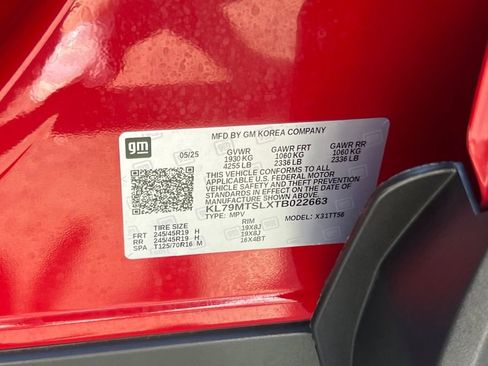 gm
MFD BY GM KOREA COMPANY
05/25 GVWR GAWR FRT GAWR RR
1930 KG 1060 KG 1060 KG
4255 LB 2336 LB 2336 LB
THIS VEHICLE CONFORMS TO ALL
APPLICABLE U.S. FEDERAL MOTOR
VEHICLE SAFETY, BUMPER, AND THEFT
PREVENTION STANDARDS IN EFFECT ON
THE DATE OF MANUFACTURE SHOWN ABOVE
KL79MTSLXTB022663
TYPE: MPV MODEL: X31TT56
TIRE SIZE RIM
FRT 245/45R19 H 19X8J
RR 245/45R19 H 19X8J
SPA T125/70R16 M 16X4BT